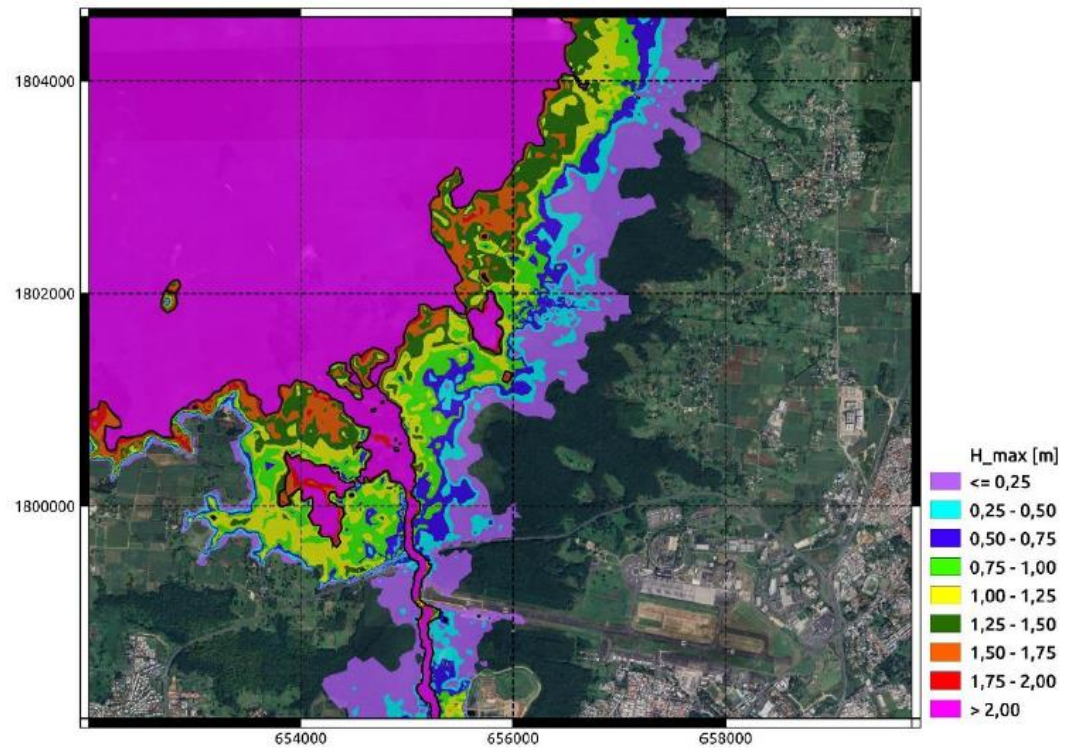 1804000
1802000
1800000
654000
656000
658000
H_max [m]
<= 0,25
0,25 - 0,50
0,50 - 0,75
0,75 - 1,00
1,00 - 1,25
1,25 - 1,50
1,50 - 1,75
1,75 - 2,00
> 2,00